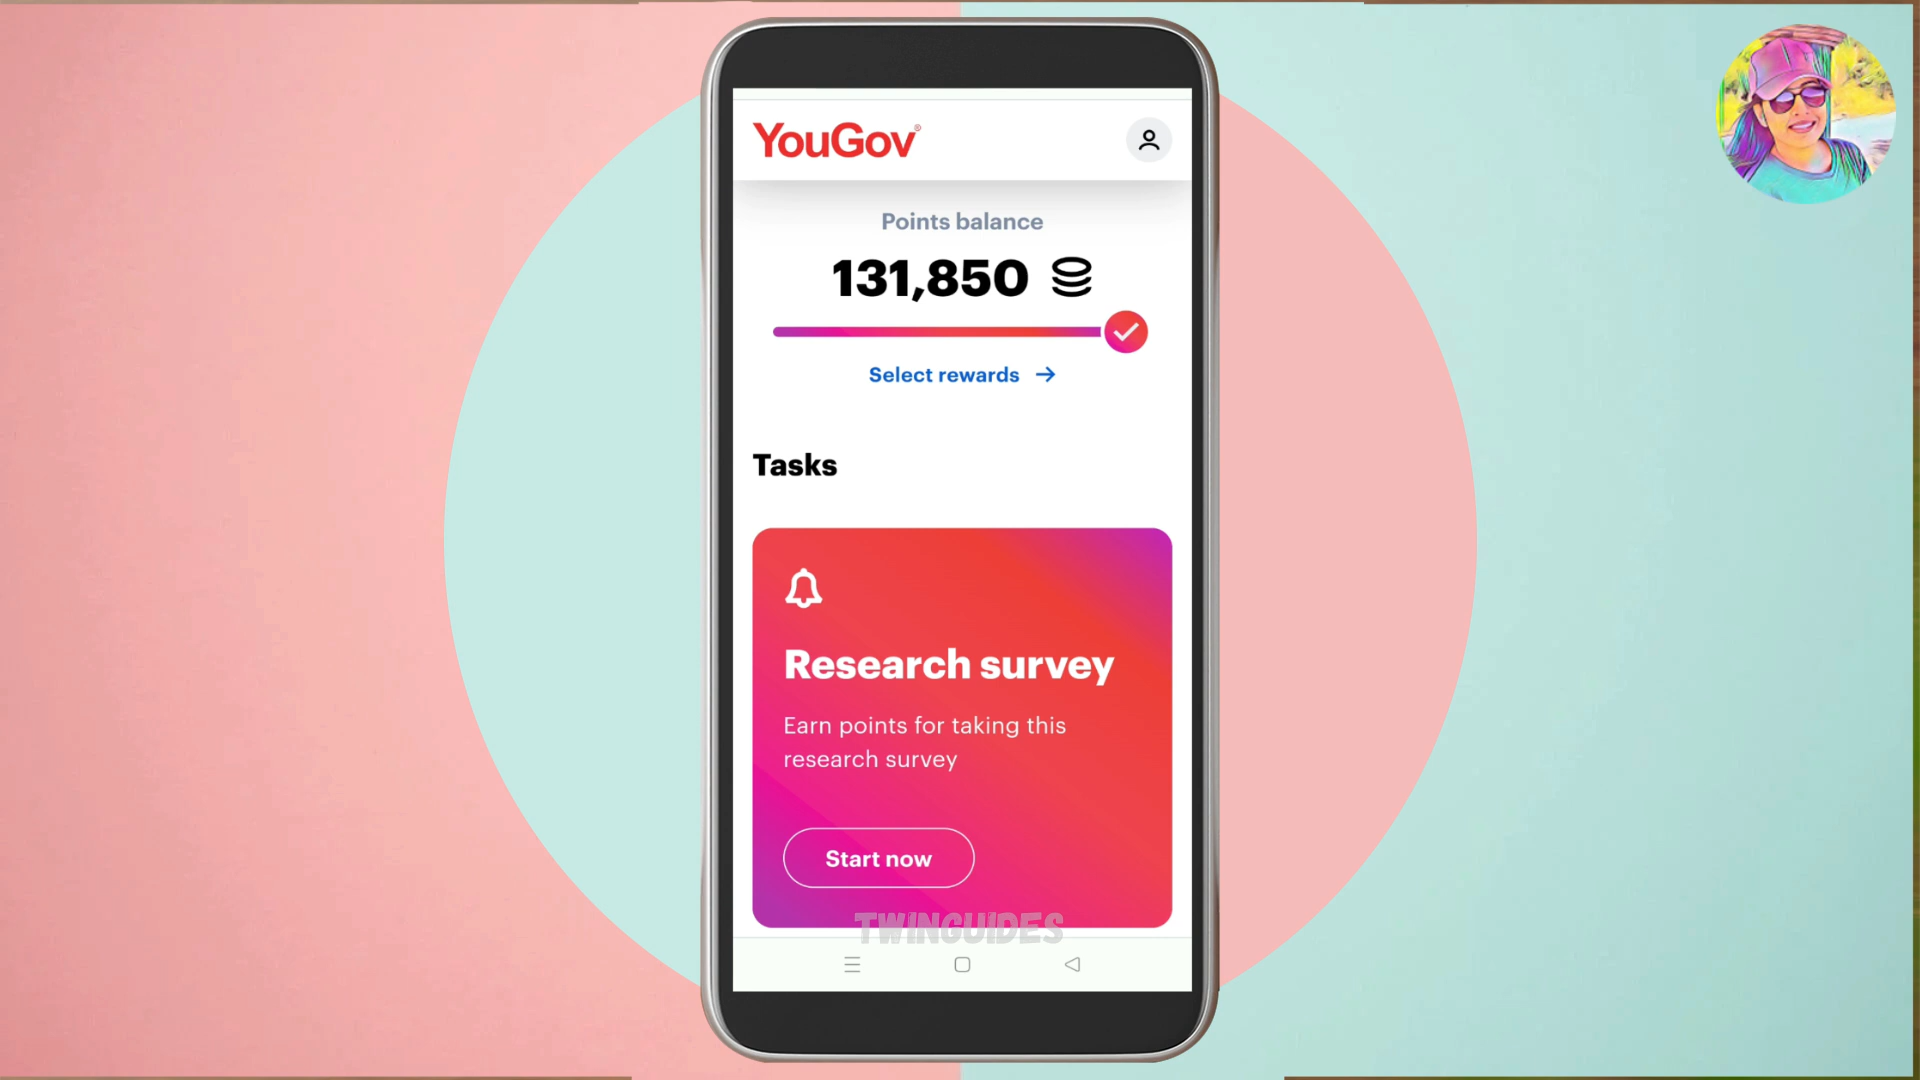 YouGov®
Points balance
131,850
Select rewards →
Tasks
Research survey
Earn points for taking this
research survey
Start now
TWINGUIDES